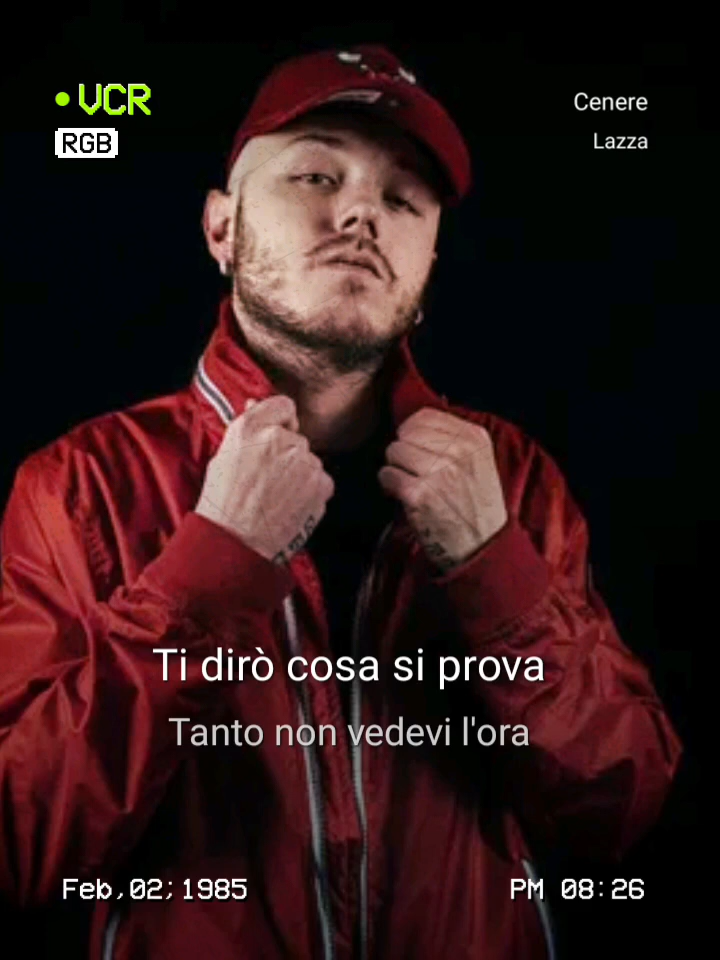 VCR
RGB
Cenere
Lazza
Ti dirò cosa si prova
Tanto non vedevi l'ora
Feb,02;1985
PM 08:26